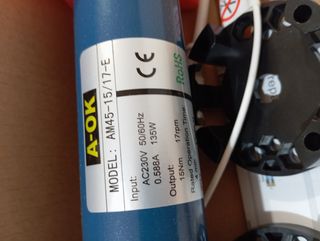 A-OK
MODEL: AM45-15/17-E
Input:
AC230V 50/60Hz
0.588A 135W
Output:
15Nm 17rpm
Rated Operation Time:
CE
RoHS